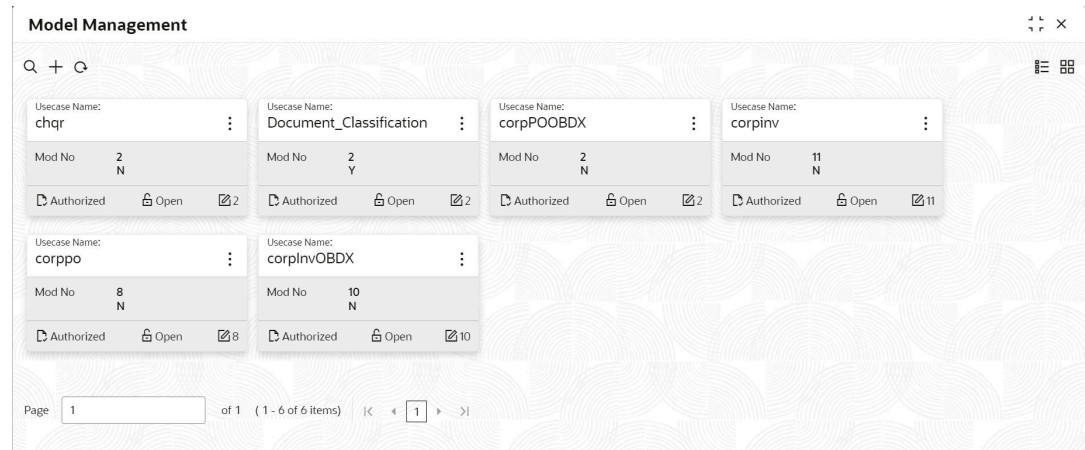 Model Management
Usecase Name:
chqr
Mod No 2
N
Authorized Open 2
Usecase Name:
Document_Classification
Mod No 2
Y
Authorized Open 2
Usecase Name:
corpPOOBDX
Mod No 2
N
Authorized Open 2
Usecase Name:
corpinv
Mod No 11
N
Authorized Open 11
Usecase Name:
corppo
Mod No 8
N
Authorized Open 8
Usecase Name:
corpInvOBDX
Mod No 10
N
Authorized Open 10
Page 1 of 1 ( 1 - 6 of 6 items) 1